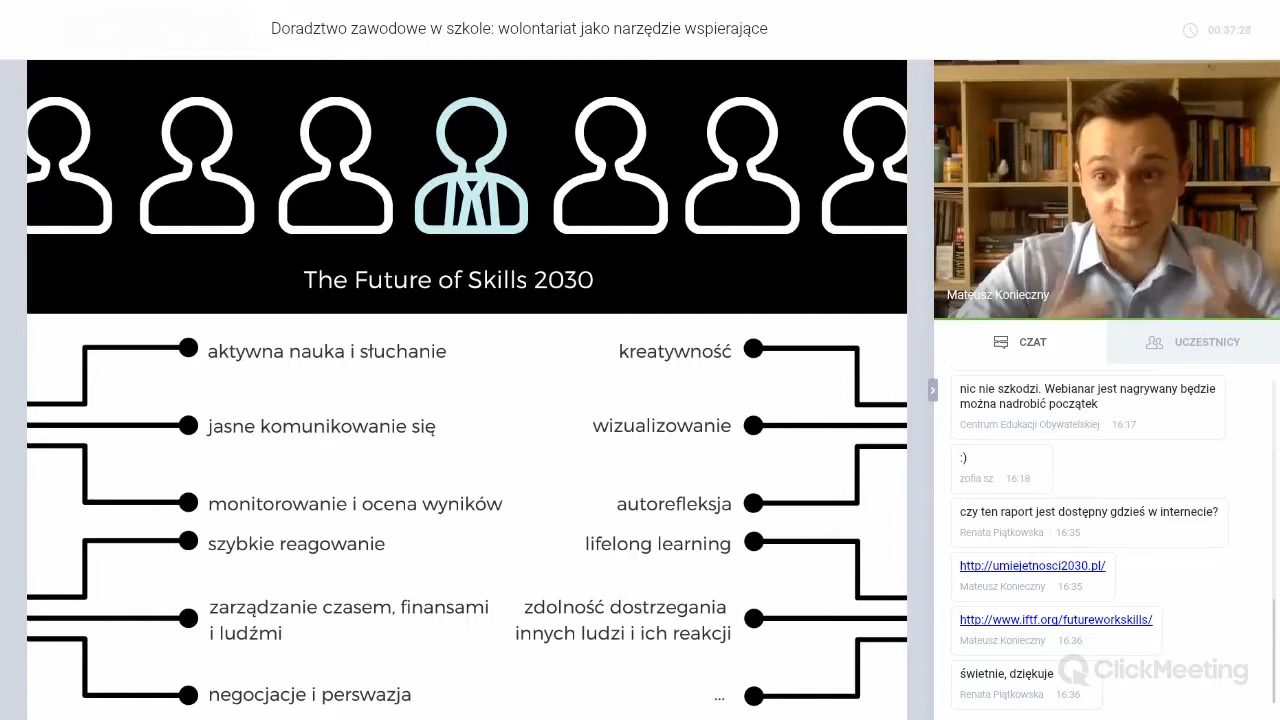 Doradztwo zawodowe w szkole: wolontariat jako narzędzie wspierające
00:37:28
The Future of Skills 2030
aktywna nauka i słuchanie
jasne komunikowanie się
monitorowanie i ocena wyników
szybkie reagowanie
zarządzanie czasem, finansami
i ludźmi
negocjacje i perswazja
kreatywność
wizualizowanie
autorefleksja
lifelong learning
zdolność dostrzegania
innych ludzi i ich reakcji
...
Mateusz Konieczny
CZAT
UCZESTNICY
nic nie szkodzi. Webianar jest nagrywany będzie
można nadrobić początek
Centrum Edukacji Obywatelskiej 16:17
:)
zofia sz 16:18
czy ten raport jest dostępny gdzieś w internecie?
Renata Piątkowska 16:35
http://umiejetnosci2030.pl/
Mateusz Konieczny 16:35
http://www.iftf.org/futureworkskills/
Mateusz Konieczny 16:36
świetnie, dziękuje
Renata Piątkowska 16:36
ClickMeeting